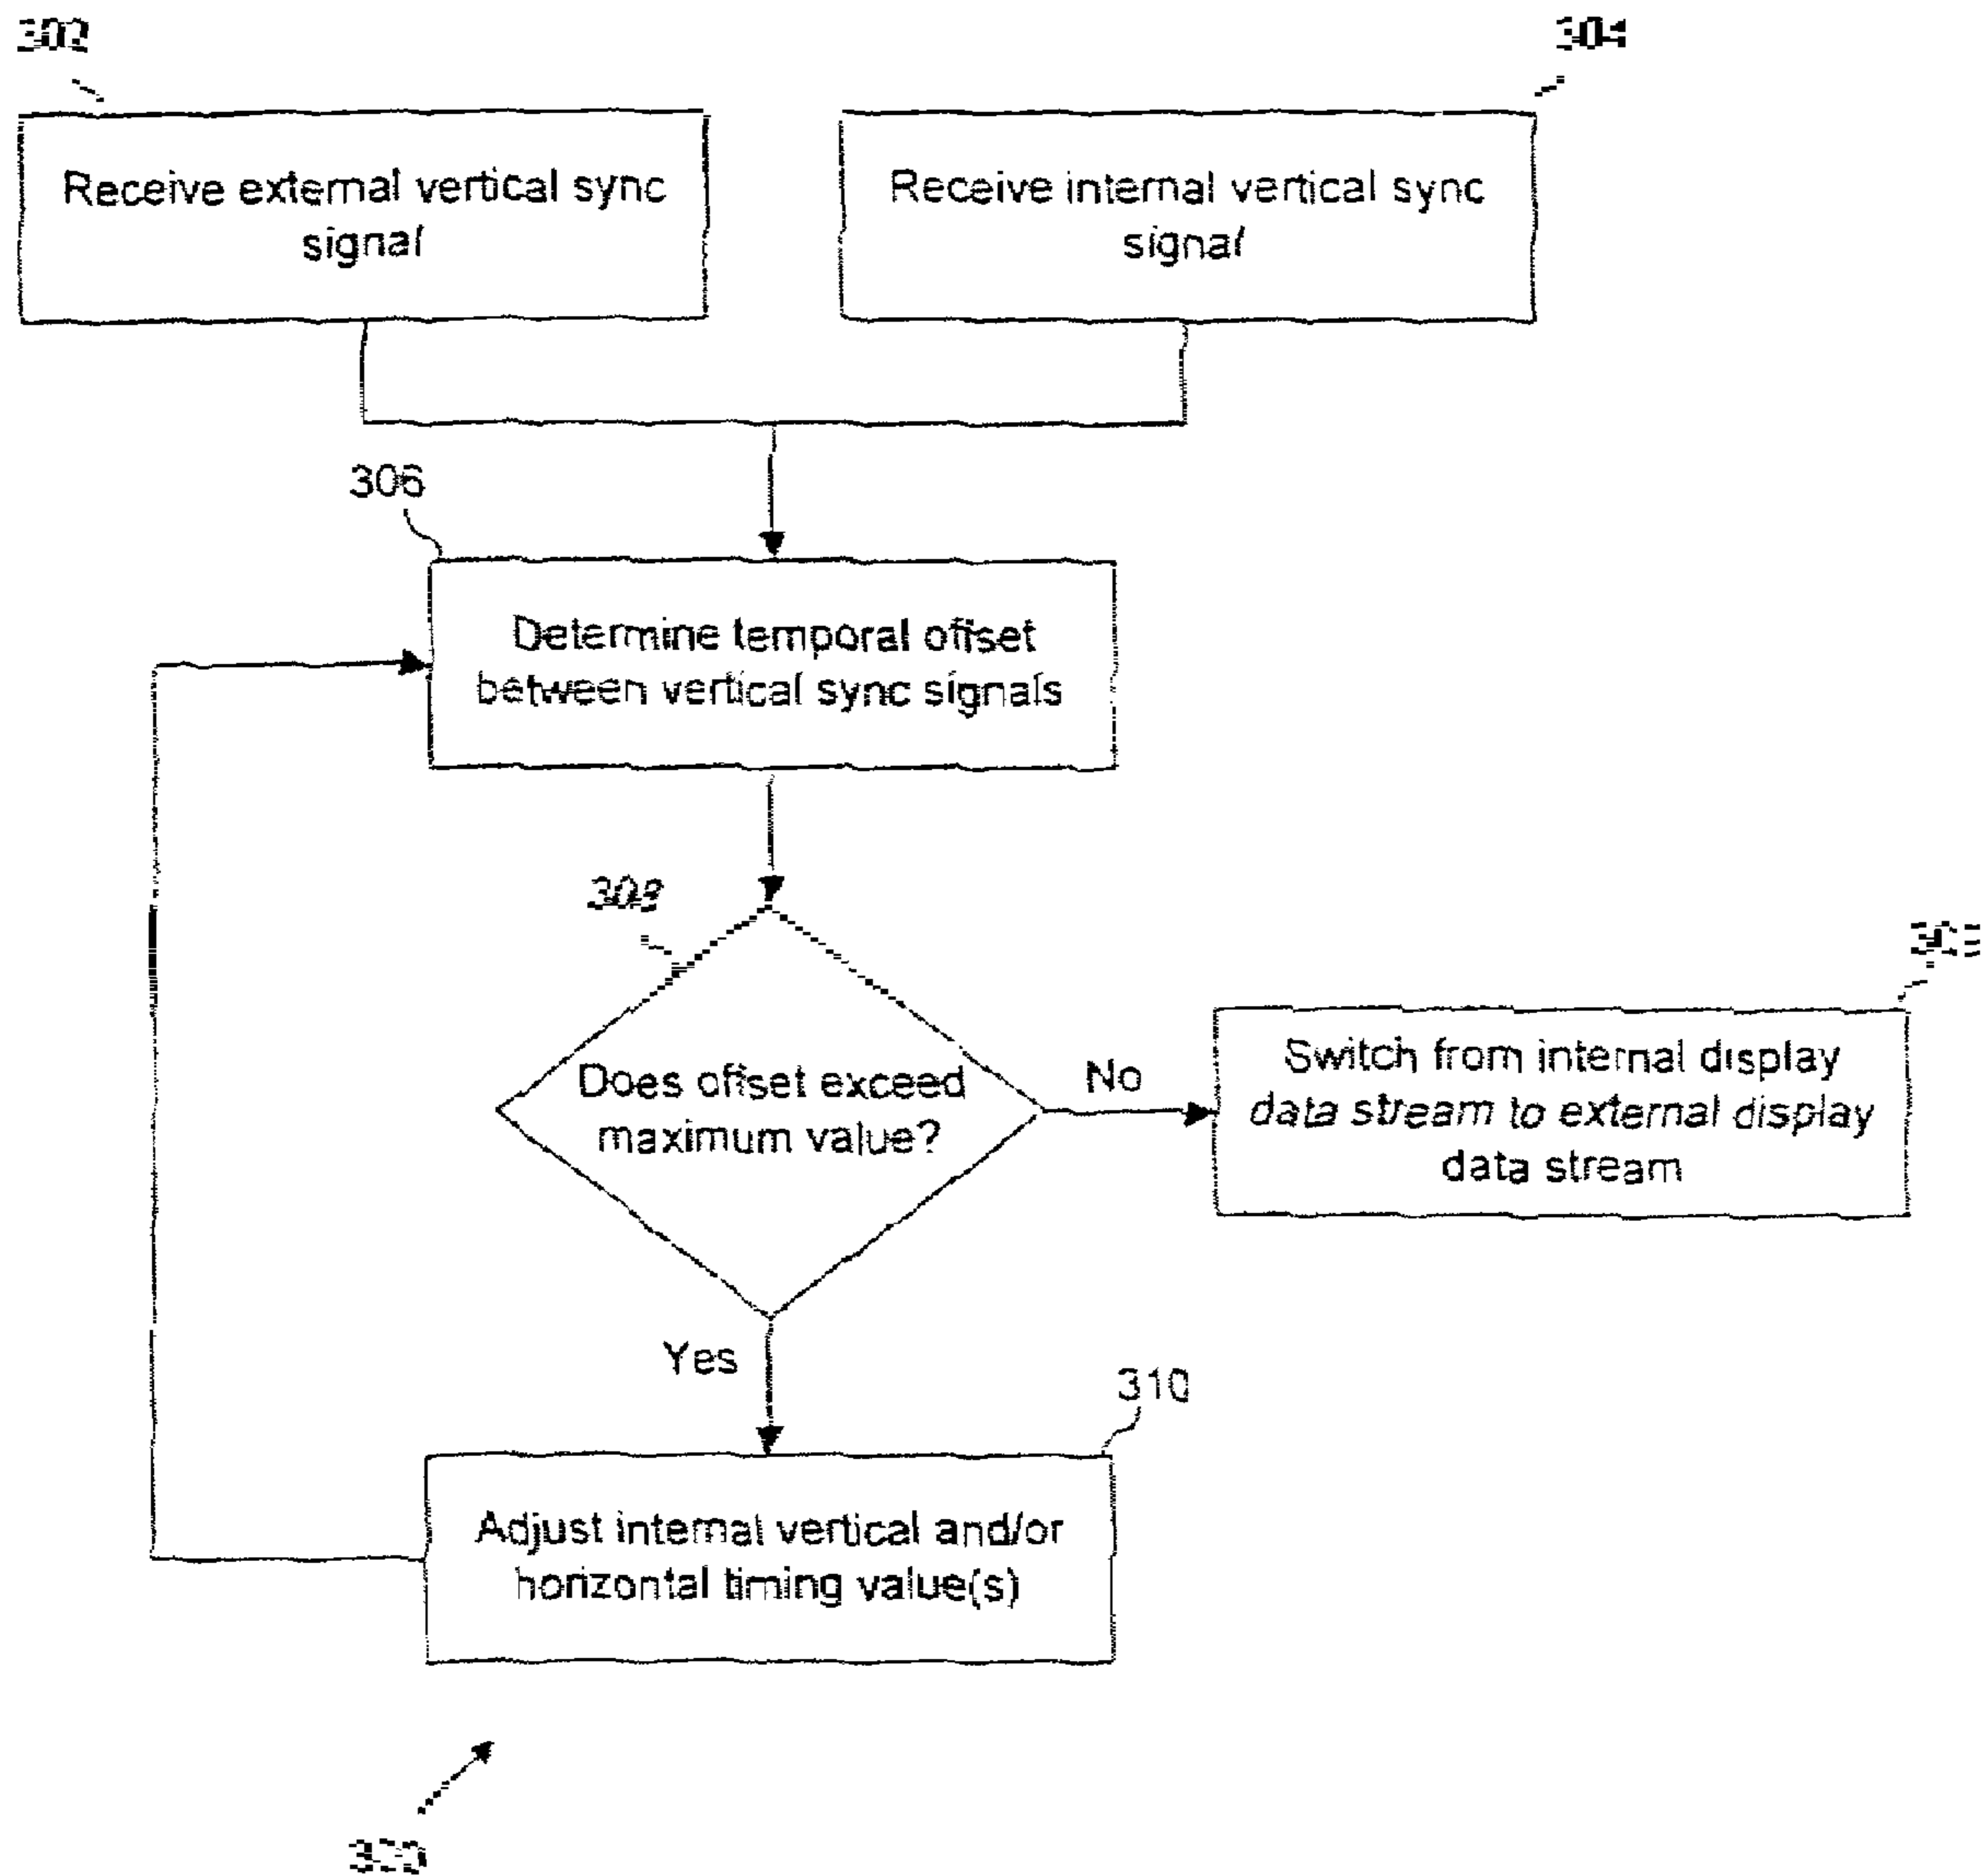 302
304
Receive external vertical sync
signal
Receive internal vertical sync
signal
306
Determine temporal offset
between vertical sync signals
308
Does offset exceed
maximum value?
No
Switch from internal display
data stream to external display
data stream
Yes
310
Adjust internal vertical and/or
horizontal timing value(s)